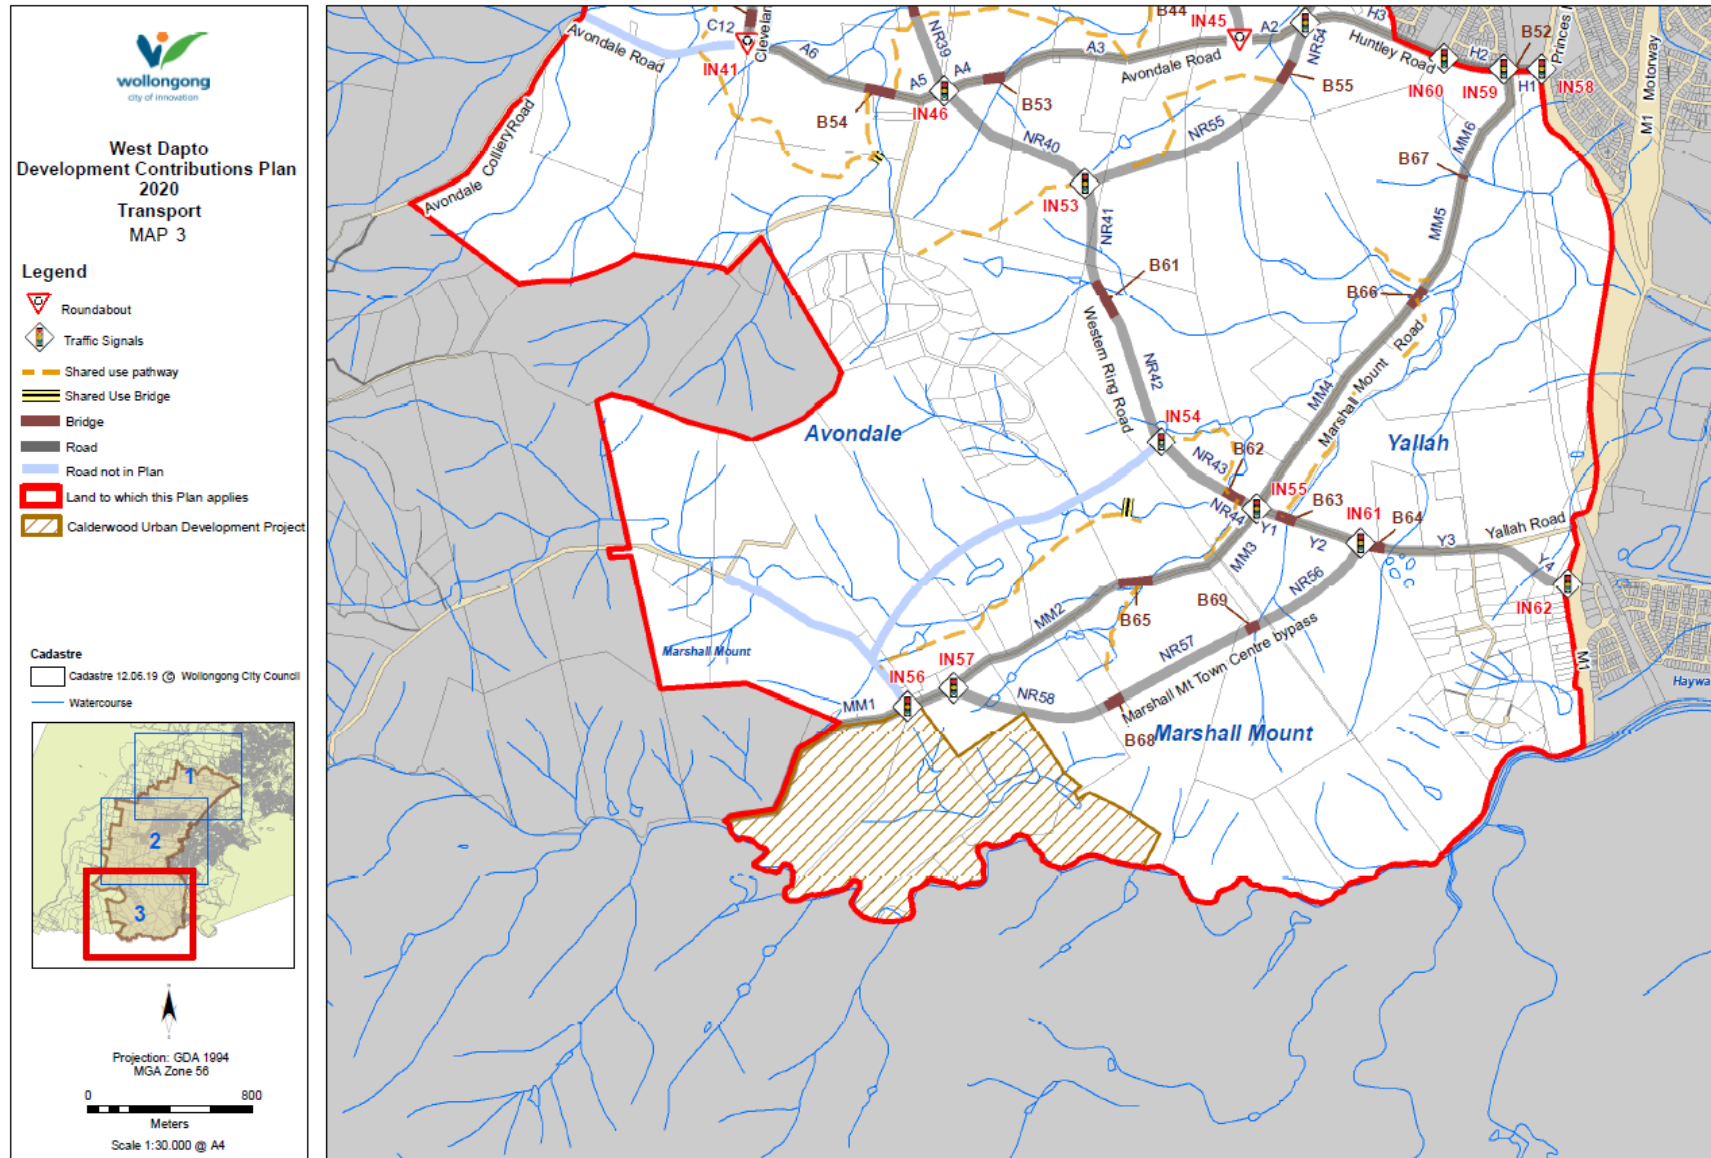 wollongong
city of innovation
West Dapto
Development Contributions Plan
2020
Transport
MAP 3
Legend
Roundabout
Traffic Signals
Shared use pathway
Shared Use Bridge
Bridge
Road
Road not in Plan
Land to which this Plan applies
Calderwood Urban Development Project
Cadastre
Cadastre 12.06.19 © Wollongong City Council
Watercourse
1
2
3
Projection: GDA 1994
MGA Zone 56
0 800
Meters
Scale 1:30.000 @ A4
C12
Clevelan
Avondale Road
IN41
A6
NR39
A5
A4
A3
B44
IN45
A2
NR54
H3
Huntley Road
H2
B52
Princes
H1
IN60
IN59
IN58
M1 Motorway
Avondale Road
B53
B54
IN46
B55
MM6
Avondale Colliery Road
NR40
NR55
B67
IN53
NR41
MM5
B61
B66
Western Ring Road
NR42
MM4
Marshall Mount Road
Avondale
IN54
Yallah
NR43
B62
IN55
NR44
B63
IN61
B64
Y1
Y2
Y3
Yallah Road
Y4
MM3
NR56
IN62
MM2
B65
B69
NR57
Marshall Mt Town Centre bypass
M1
Marshall Mount
IN56
IN57
MM1
NR58
B68
Marshall Mount
Haywa